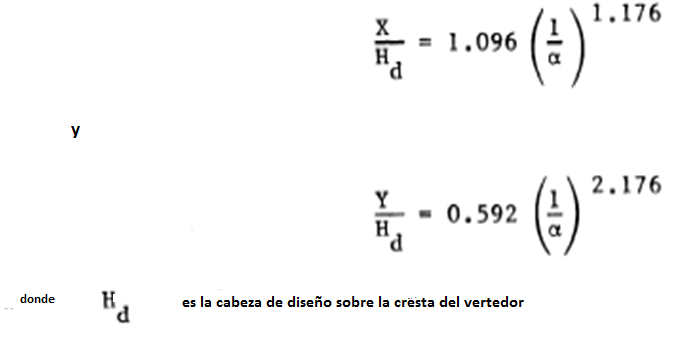 X/H_d = 1.096 (1/α)^1.176
y
Y/H_d = 0.592 (1/α)^2.176
donde H_d es la cabeza de diseño sobre la cresta del vertedor